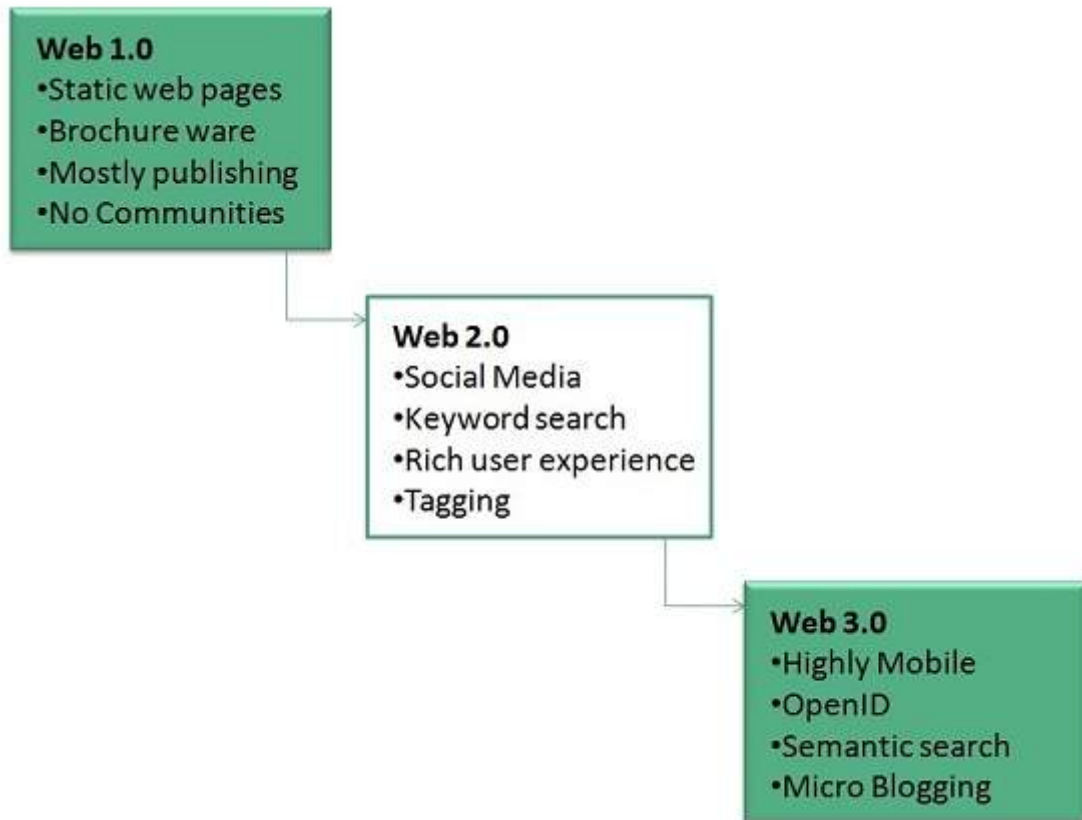 Web 1.0
•Static web pages
•Brochure ware
•Mostly publishing
•No Communities
Web 2.0
•Social Media
•Keyword search
•Rich user experience
•Tagging
Web 3.0
•Highly Mobile
•OpenID
•Semantic search
•Micro Blogging